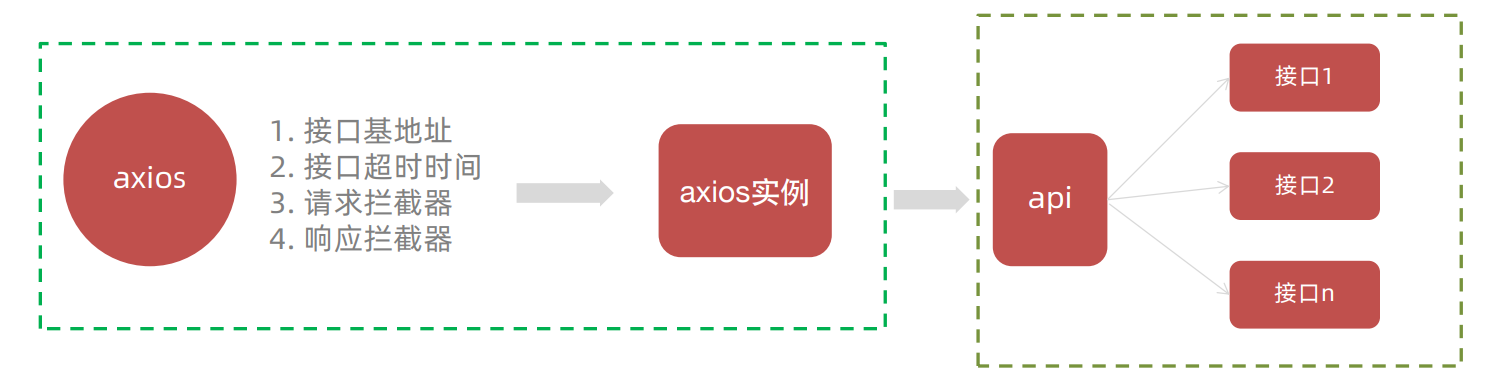 axios
1. 接口基地址
2. 接口超时时间
3. 请求拦截器
4. 响应拦截器
axios实例
api
接口1
接口2
接口n